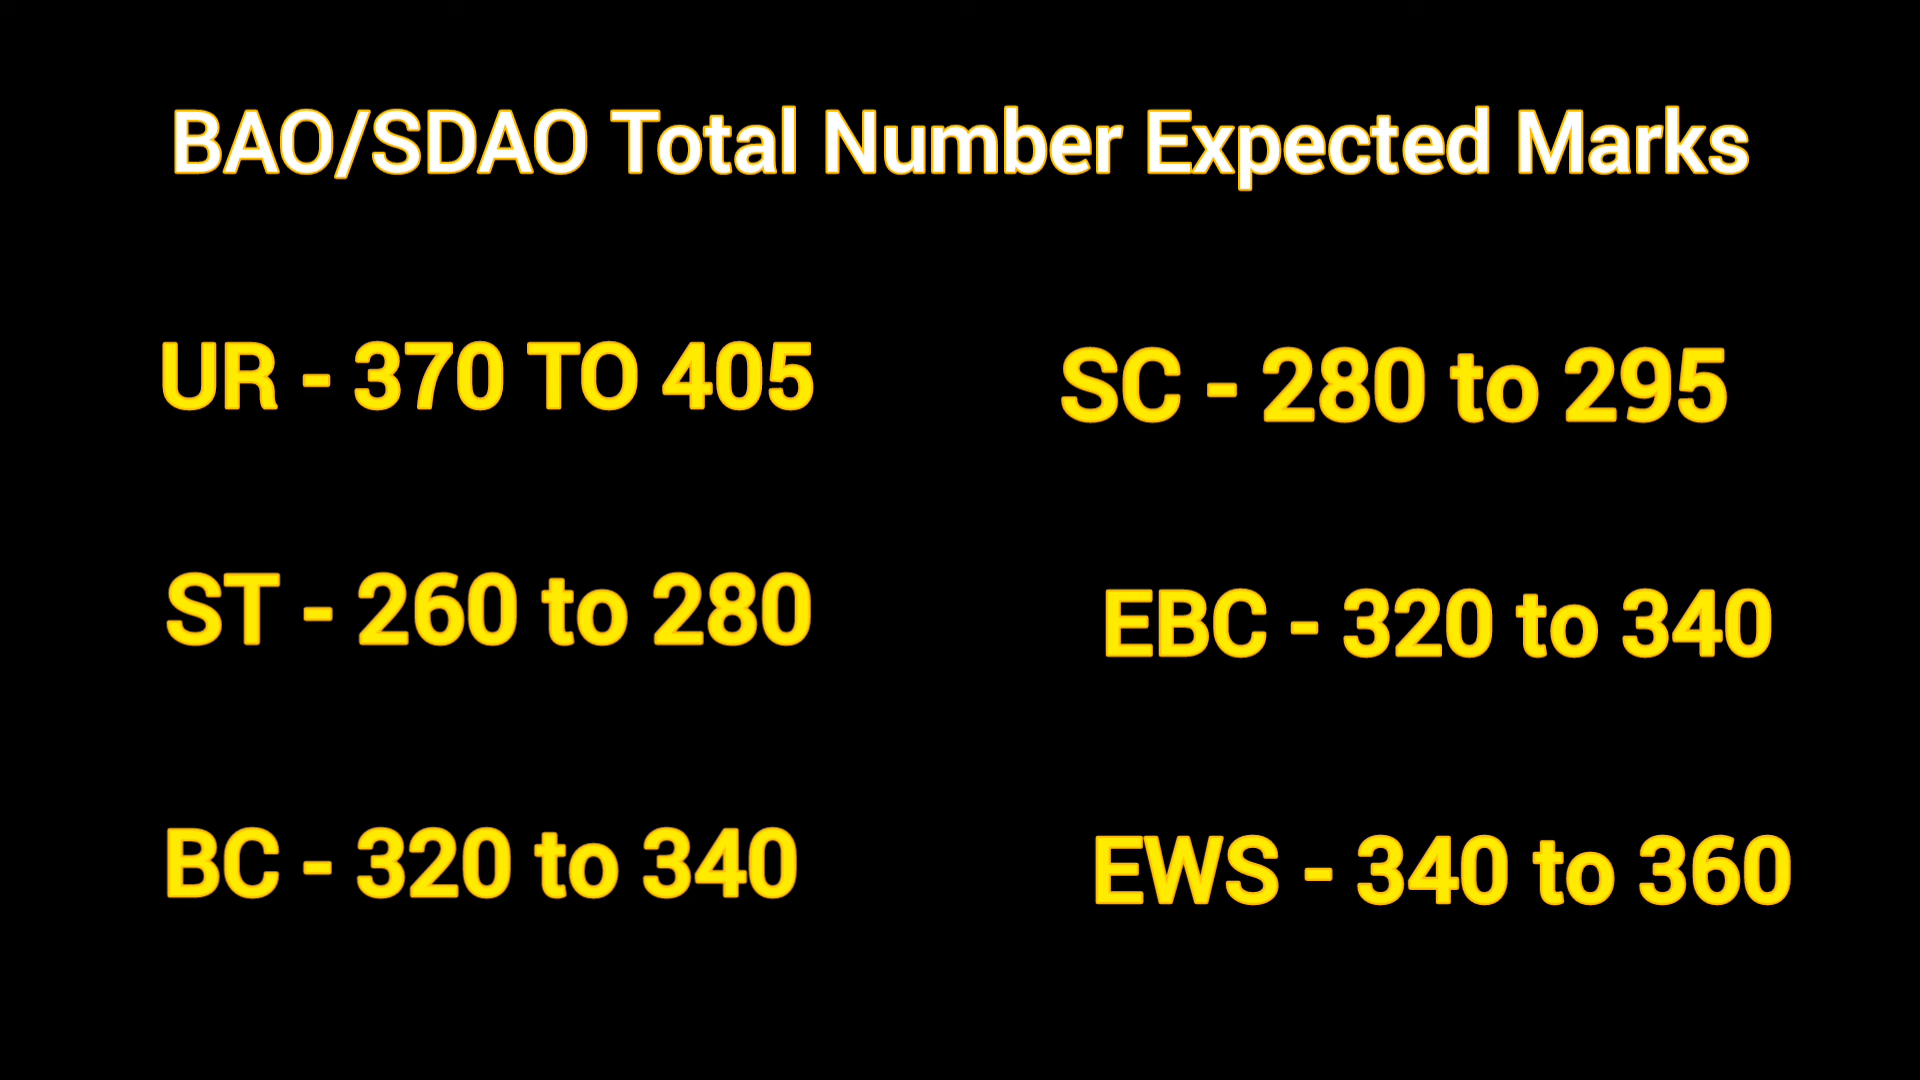 BAO/SDAO Total Number Expected Marks
UR - 370 TO 405
SC - 280 to 295
ST - 260 to 280
EBC - 320 to 340
BC - 320 to 340
EWS - 340 to 360